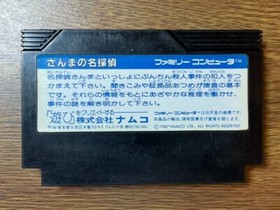 さんまの名探偵
ファミリーコンピュータ™
名探偵さんまといっしょにぶんちん殺人事件の犯人をつ
かまえて下さい。聞きこみや証拠品あつめが捜査の基本
です。それらの情報をもとにあざやかな推理で、事件
の謎を解き明かして下さい。
「遊び」をクリエイトする
株式会社ナムコ
© 1987 NAMCO LTD., ALL RIGHTS RESERVED